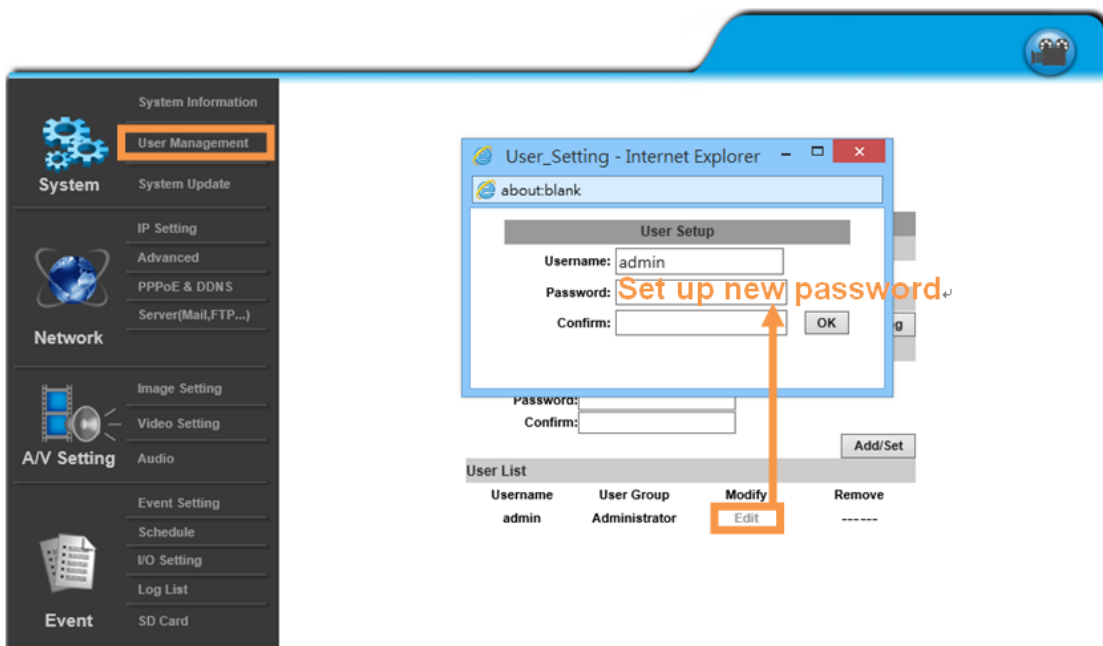 System Information
User Management
System Update
System
IP Setting
Advanced
PPPoE & DDNS
Server(Mail,FTP...)
Network
Image Setting
Video Setting
Audio
A/V Setting
Event Setting
Schedule
I/O Setting
Log List
SD Card
Event
User_Setting - Internet Explorer
about:blank
User Setup
Username: admin
Password: Set up new password
Confirm: OK
Password:
Confirm:
Add/Set
User List
Username User Group Modify Remove
admin Administrator Edit ------